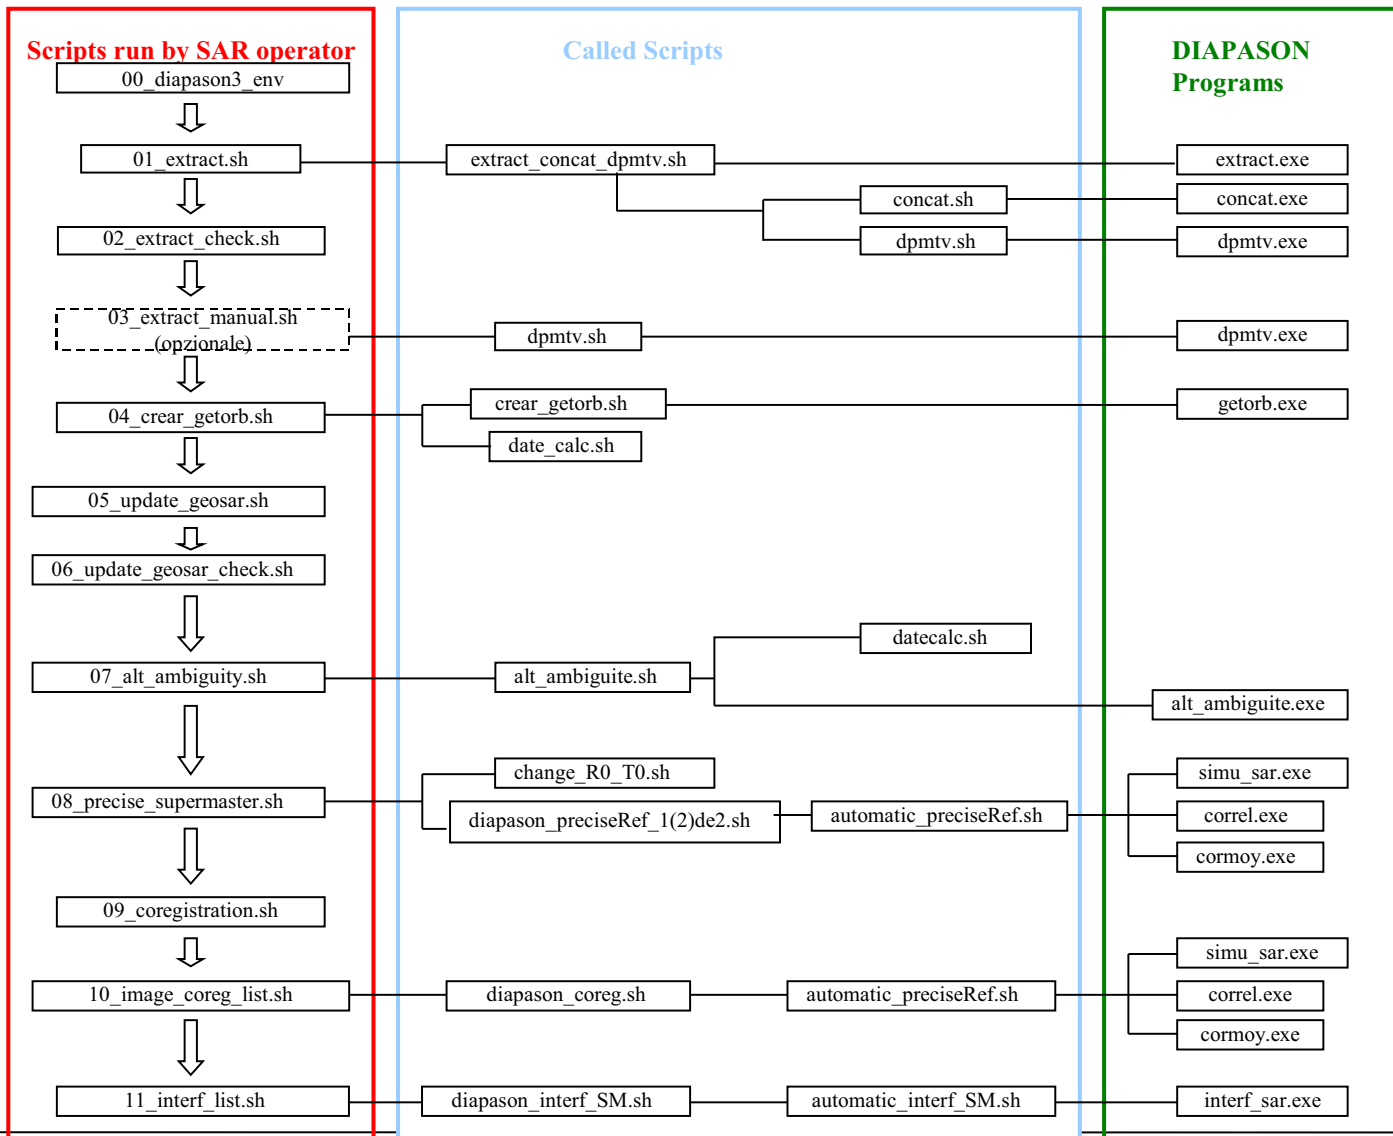 Scripts run by SAR operator
Called Scripts
DIAPASON
Programs
00_diapason3_env
01_extract.sh
extract_concat_dpmtv.sh
extract.exe
concat.sh
concat.exe
02_extract_check.sh
dpmtv.sh
dpmtv.exe
03_extract_manual.sh
(opzionale)
dpmtv.sh
dpmtv.exe
04_crear_getorb.sh
crear_getorb.sh
getorb.exe
date_calc.sh
05_update_geosar.sh
06_update_geosar_check.sh
datecalc.sh
07_alt_ambiguity.sh
alt_ambiguite.sh
alt_ambiguite.exe
change_R0_T0.sh
simu_sar.exe
08_precise_supermaster.sh
diapason_preciseRef_1(2)de2.sh
automatic_preciseRef.sh
correl.exe
cormoy.exe
09_coregistration.sh
simu_sar.exe
10_image_coreg_list.sh
diapason_coreg.sh
automatic_preciseRef.sh
correl.exe
cormoy.exe
11_interf_list.sh
diapason_interf_SM.sh
automatic_interf_SM.sh
interf_sar.exe